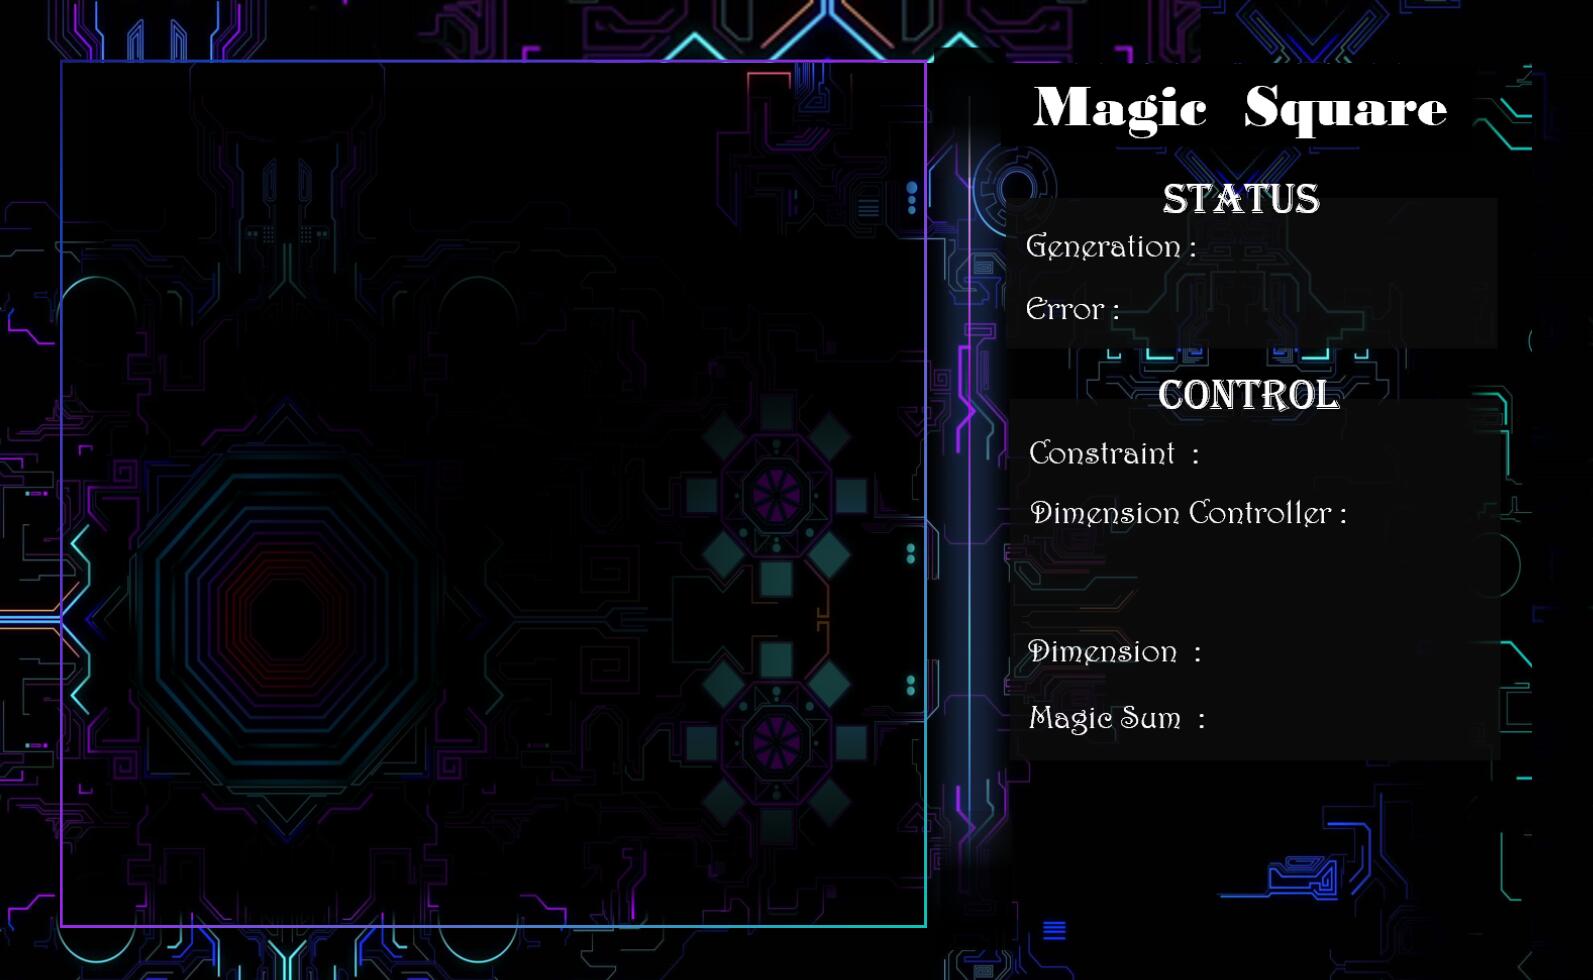 Magic Square
STATUS
Generation :
Error :
CONTROL
Constraint :
Dimension Controller :
Dimension :
Magic Sum :